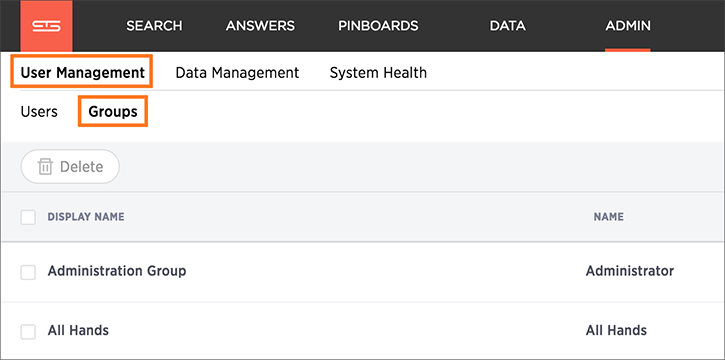 SEARCH ANSWERS PINBOARDS DATA ADMIN
User Management Data Management System Health
Users Groups
Delete
DISPLAY NAME NAME
Administration Group Administrator
All Hands All Hands